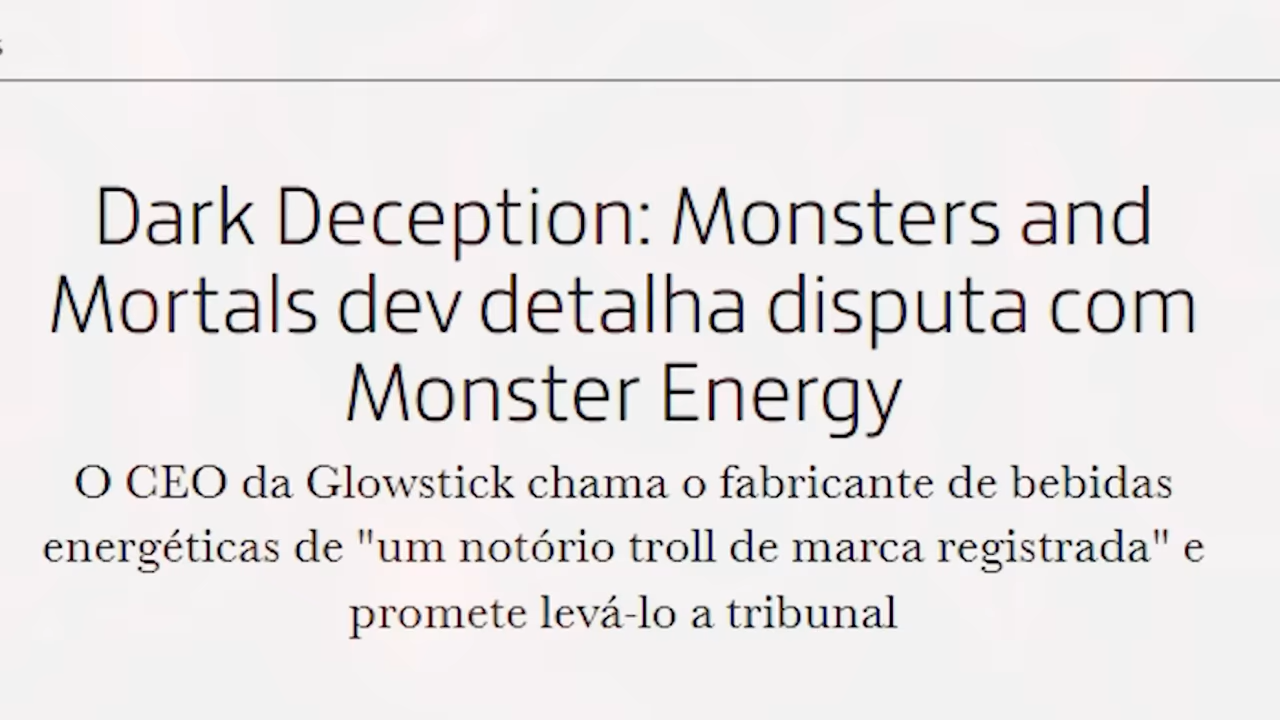 Dark Deception: Monsters and
Mortals dev detalha disputa com
Monster Energy
O CEO da Glowstick chama o fabricante de bebidas
energéticas de "um notório troll de marca registrada" e
promete levá-lo a tribunal